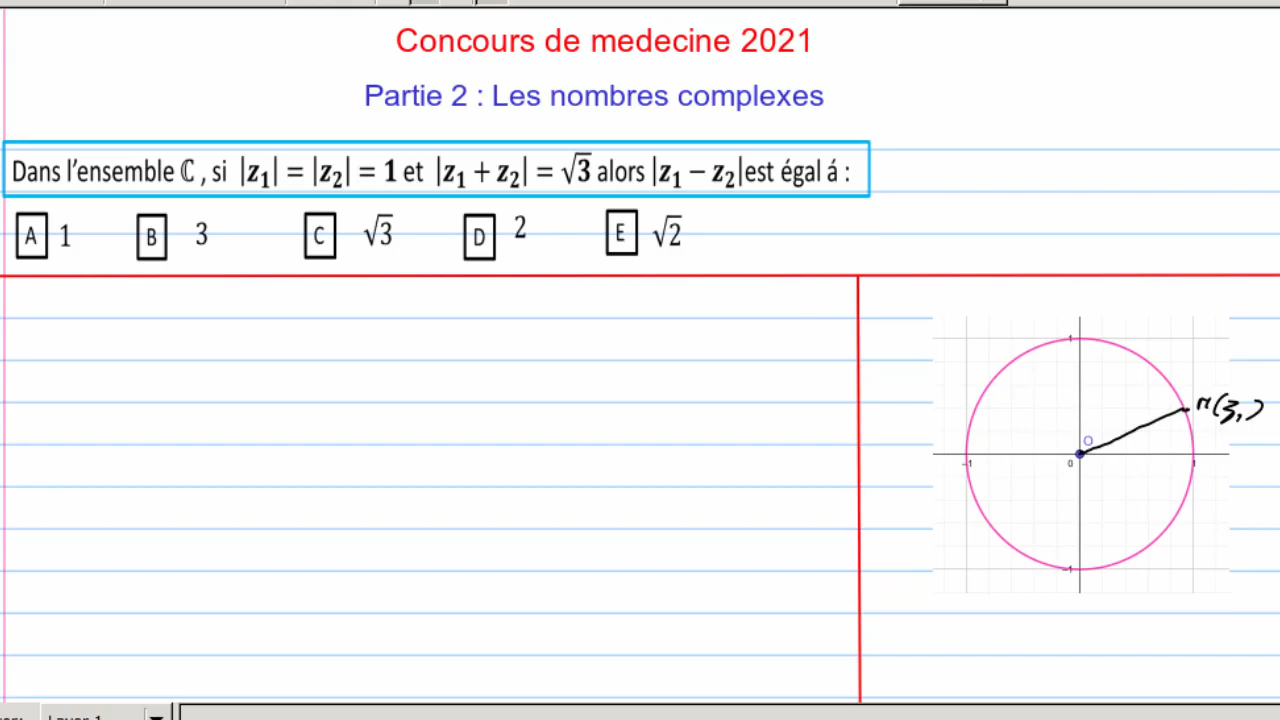 Concours de medecine 2021
Partie 2 : Les nombres complexes
Dans l'ensemble ℂ , si |z₁| = |z₂| = 1 et |z₁ + z₂| = √3 alors |z₁ − z₂|est égal á :
A 1 B 3 C √3 D 2 E √2
1
M(z₁)
O
-1 0 1
-1